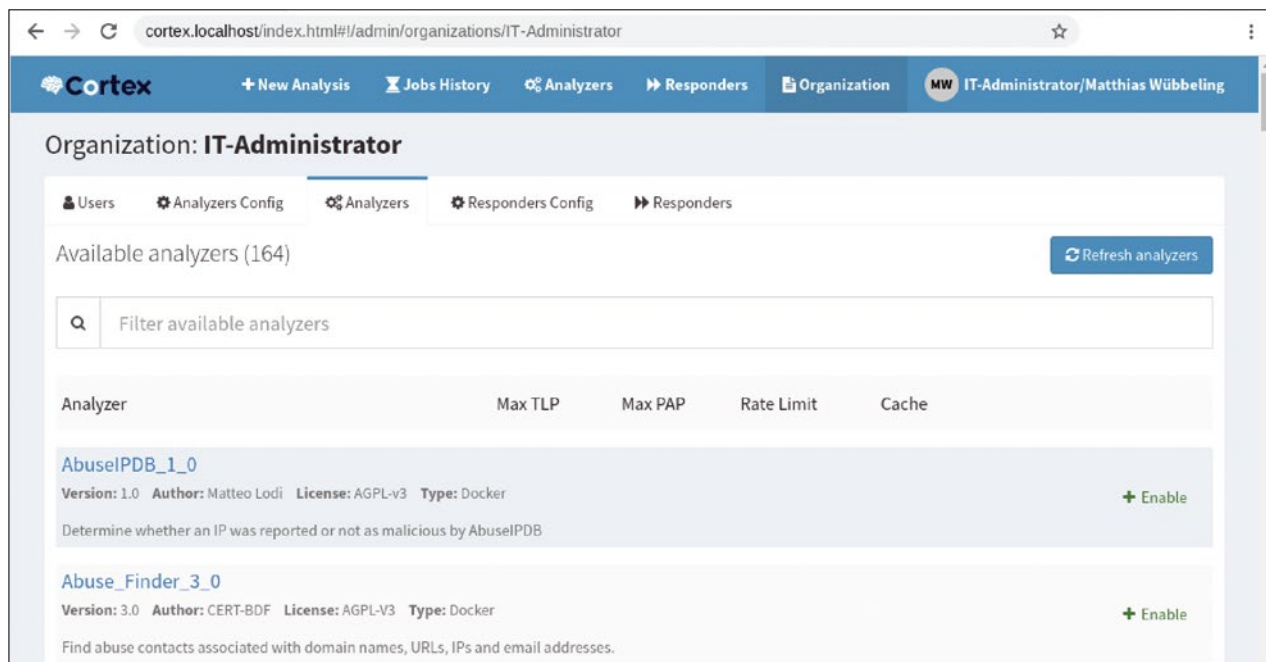 cortex.localhost/index.html#!/admin/organizations/IT-Administrator
Cortex + New Analysis Jobs History Analyzers Responders Organization MW IT-Administrator/Matthias Wübbeling
Organization: IT-Administrator
Users Analyzers Config Analyzers Responders Config Responders
Available analyzers (164) Refresh analyzers
Filter available analyzers
Analyzer Max TLP Max PAP Rate Limit Cache
AbuseIPDB_1_0
Version: 1.0 Author: Matteo Lodi License: AGPL-v3 Type: Docker
+ Enable
Determine whether an IP was reported or not as malicious by AbuseIPDB
Abuse_Finder_3_0
Version: 3.0 Author: CERT-BDF License: AGPL-V3 Type: Docker
+ Enable
Find abuse contacts associated with domain names, URLs, IPs and email addresses.